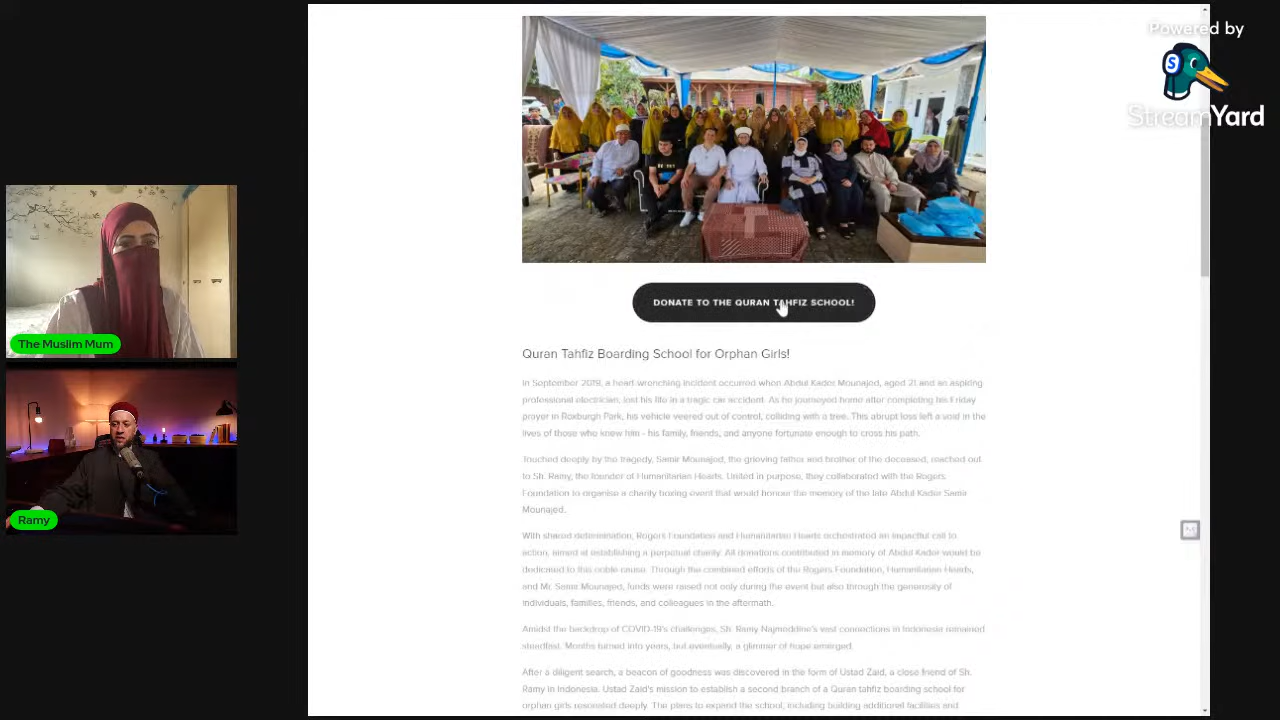 Powered by
StreamYard
The Muslim Mum
Ramy
DONATE TO THE QURAN TAHFIZ SCHOOL!
Quran Tahfiz Boarding School for Orphan Girls!
In September 2019, a heart-wrenching incident occurred when Abdul Kader Mounajed, aged 21 and an aspiring
professional electrician, lost his life in a tragic car accident. As he journeyed home after completing his Friday
prayer in Roxburgh Park, his vehicle veered out of control, colliding with a tree. This abrupt loss left a void in the
lives of those who knew him - his family, friends, and anyone fortunate enough to cross his path.
Touched deeply by the tragedy, Samir Mounajed, the grieving father and brother of the deceased, reached out
to Sh. Ramy, the founder of Humanitarian Hearts. United in purpose, they collaborated with the Rogers
Foundation to organise a charity boxing event that would honour the memory of the late Abdul Kader Samir
Mounajed.
With shared determination, Rogers Foundation and Humanitarian Hearts orchestrated an impactful call to
action, aimed at establishing a perpetual charity. All donations contributed in memory of Abdul Kader would be
dedicated to this noble cause. Through the combined efforts of the Rogers Foundation, Humanitarian Heads,
and Mr. Samir Mounajed, funds were raised not only during the event but also through the generosity of
individuals, families, friends, and colleagues in the aftermath.
Amidst the backdrop of COVID-19's challenges, Sh. Ramy Najmeddine's vast connections in Indonesia remained
steadfast. Months turned into years, but eventually, a glimmer of hope emerged.
After a diligent search, a beacon of goodness was discovered in the form of Ustad Zaid, a close friend of Sh.
Ramy in Indonesia. Ustad Zaid's mission to establish a second branch of a Quran tahfiz boarding school for
orphan girls resonated deeply. The plans to expand the school, including building additional facilities and